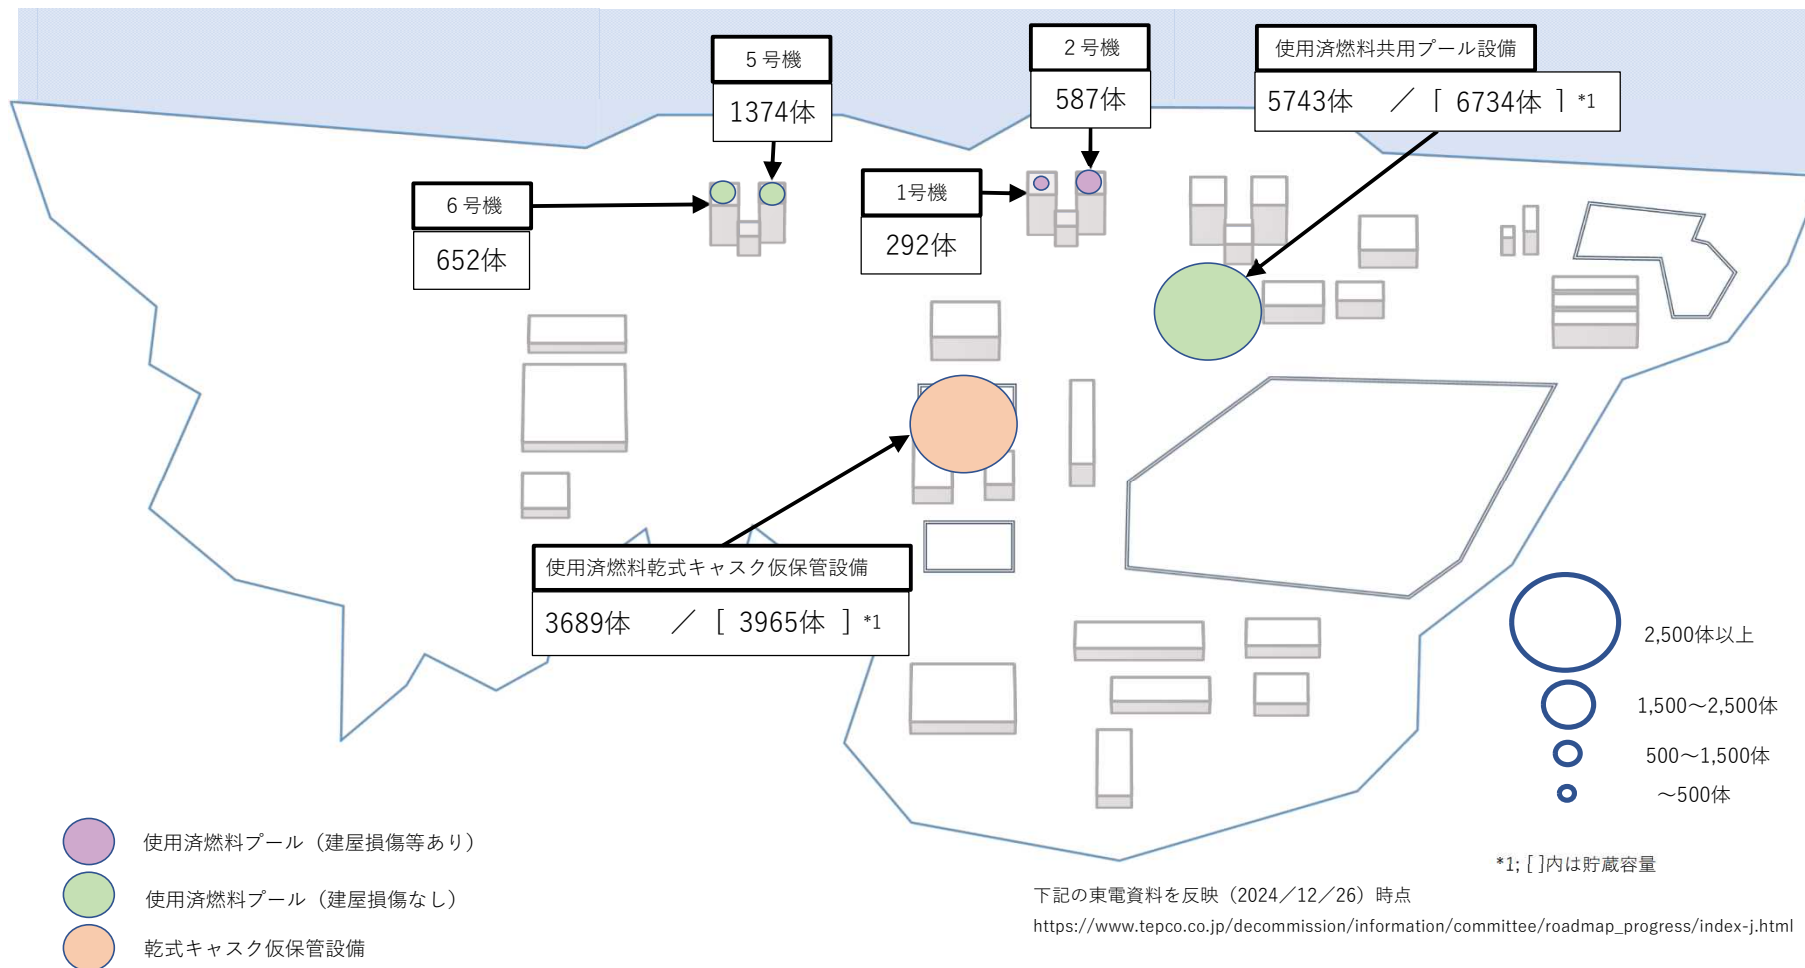 5号機
1374体
2号機
587体
使用済燃料共用プール設備
5743体 ／ [ 6734体 ] *1
6号機
652体
1号機
292体
使用済燃料乾式キャスク仮保管設備
3689体 ／ [ 3965体 ] *1
2,500体以上
1,500～2,500体
500～1,500体
～500体
使用済燃料プール（建屋損傷等あり）
使用済燃料プール（建屋損傷なし）
乾式キャスク仮保管設備
*1; [ ]内は貯蔵容量
下記の東電資料を反映（2024／12／26）時点
https://www.tepco.co.jp/decommission/information/committee/roadmap_progress/index-j.html